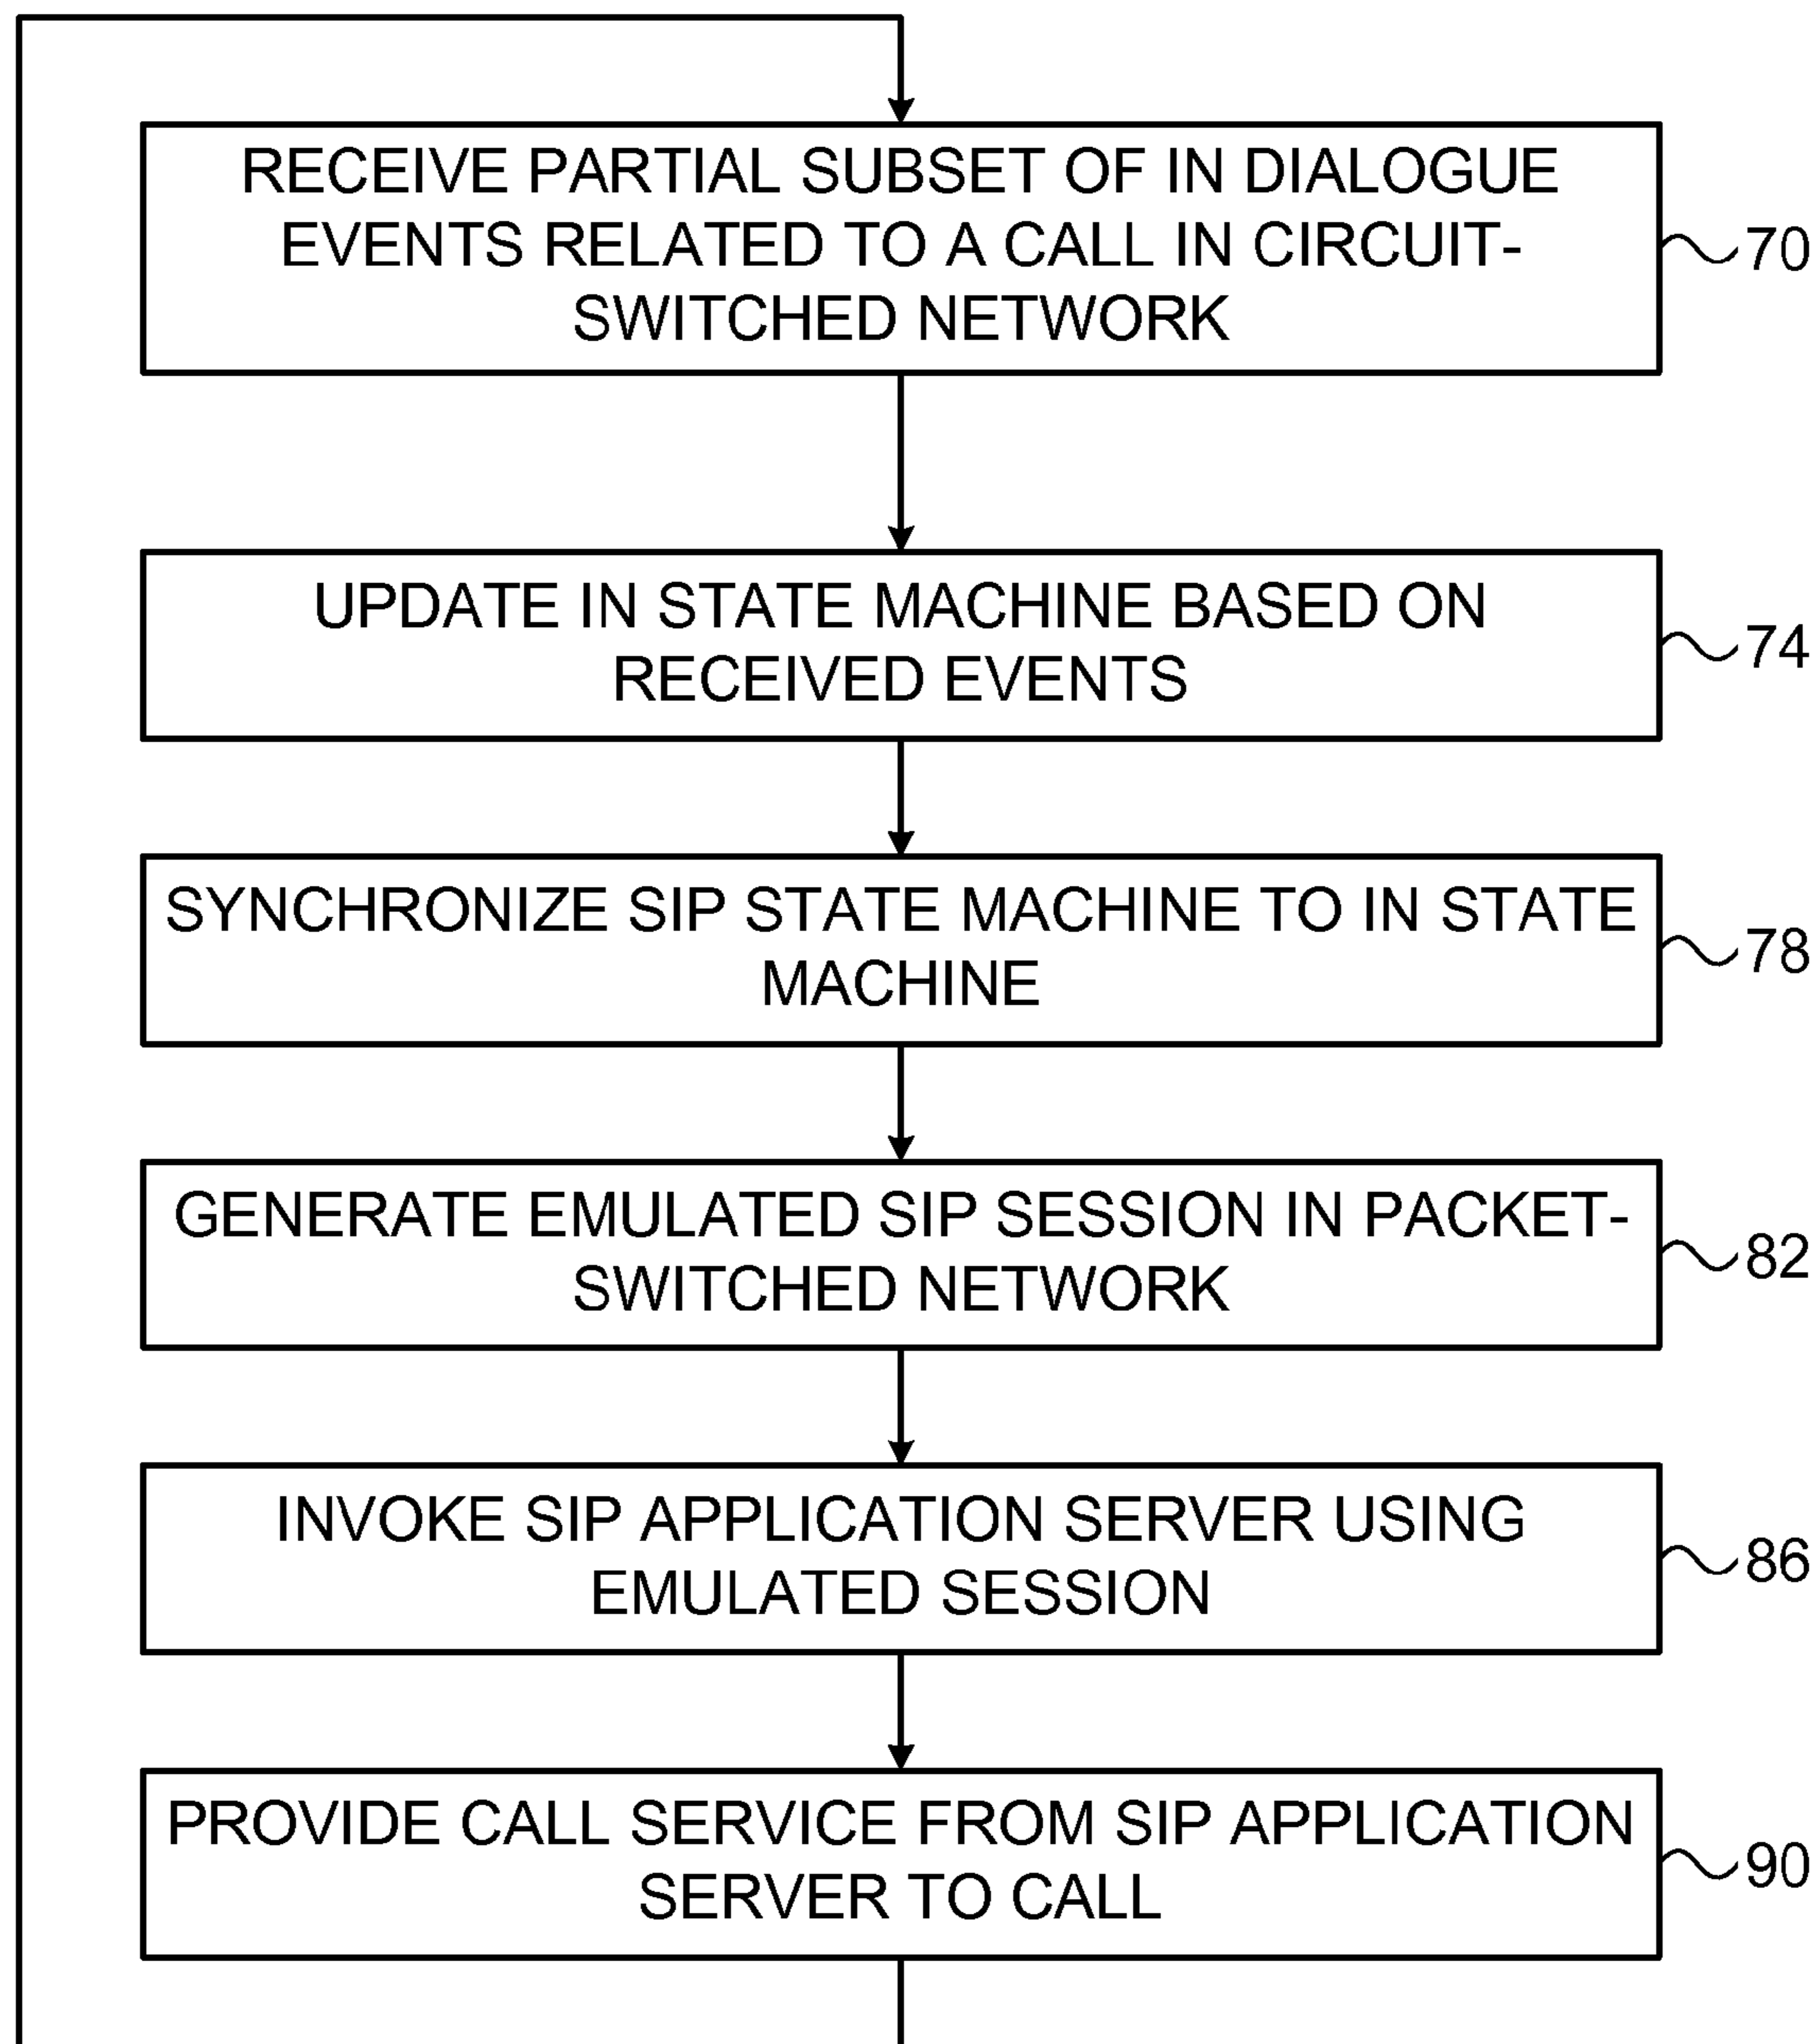 RECEIVE PARTIAL SUBSET OF IN DIALOGUE
EVENTS RELATED TO A CALL IN CIRCUIT-
SWITCHED NETWORK
70
UPDATE IN STATE MACHINE BASED ON
RECEIVED EVENTS
74
SYNCHRONIZE SIP STATE MACHINE TO IN STATE
MACHINE
78
GENERATE EMULATED SIP SESSION IN PACKET-
SWITCHED NETWORK
82
INVOKE SIP APPLICATION SERVER USING
EMULATED SESSION
86
PROVIDE CALL SERVICE FROM SIP APPLICATION
SERVER TO CALL
90